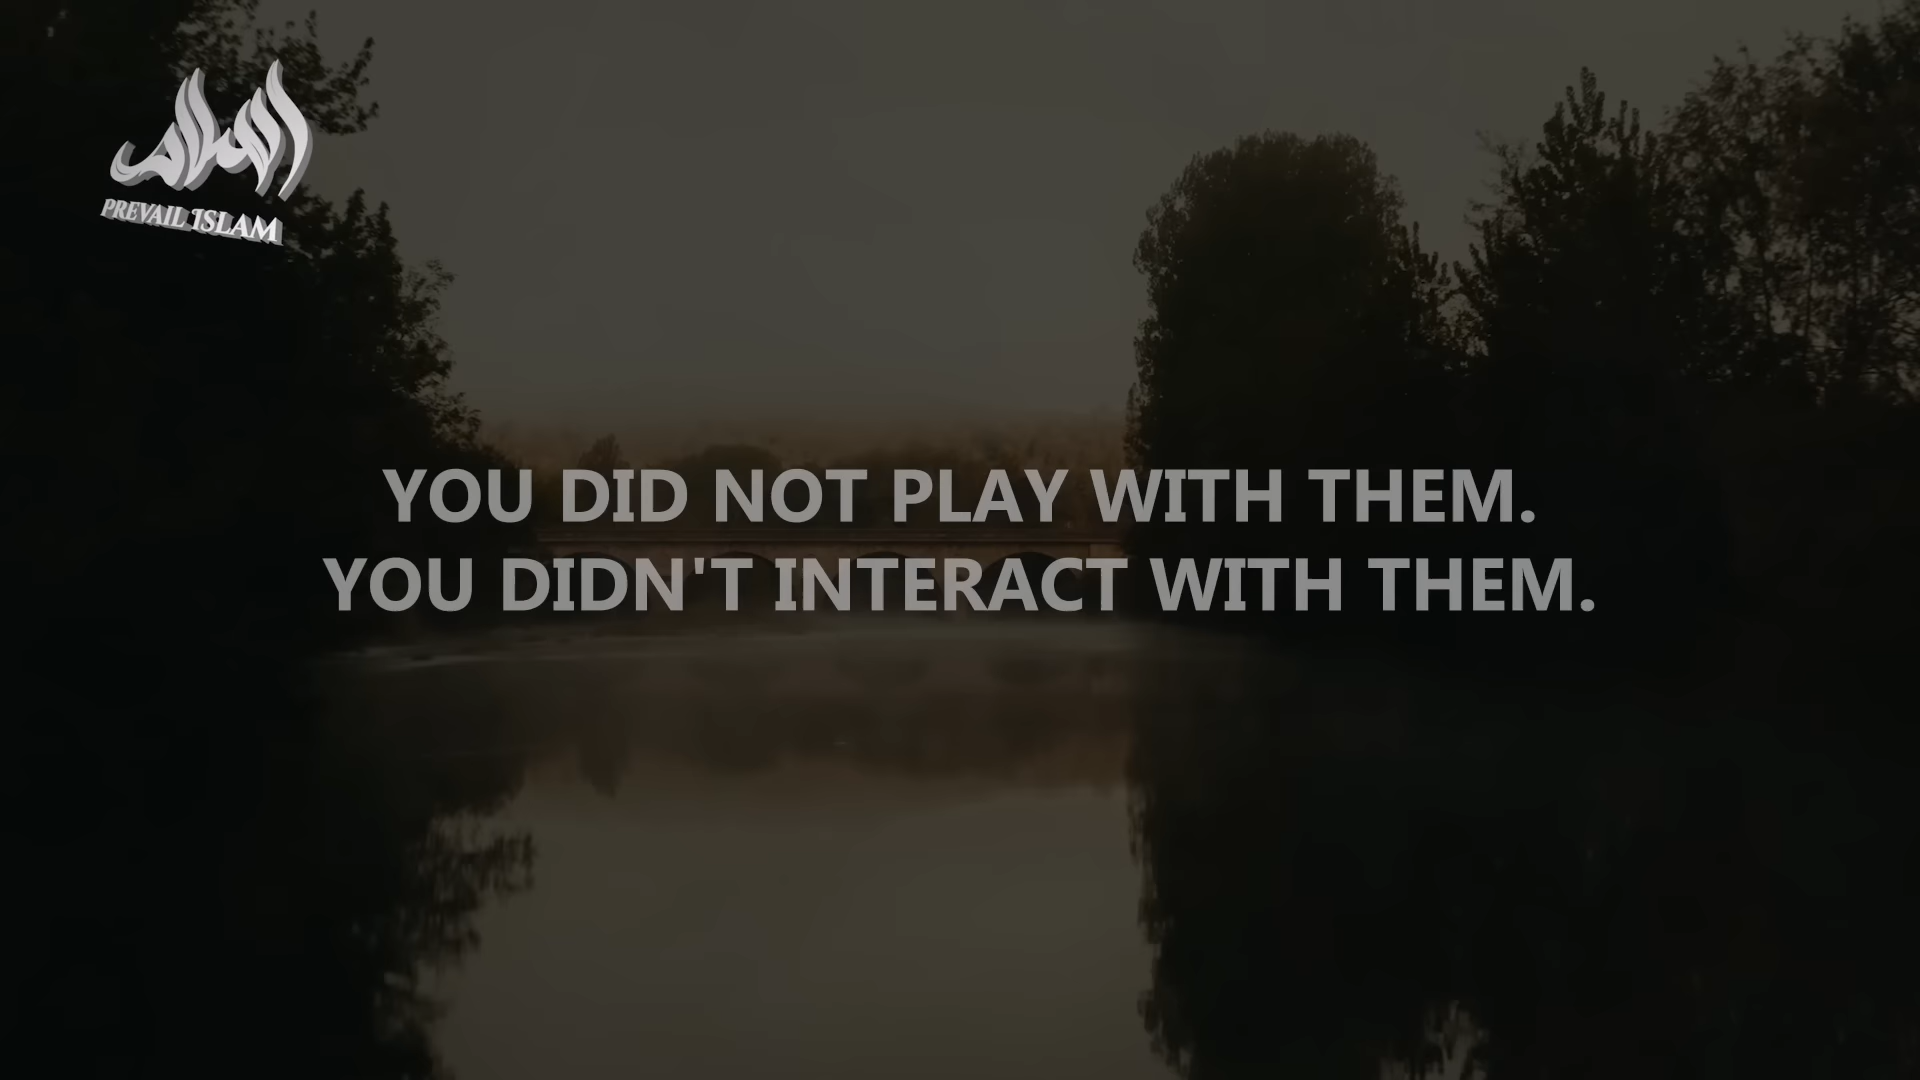 PREVAIL ISLAM
YOU DID NOT PLAY WITH THEM.
YOU DIDN'T INTERACT WITH THEM.